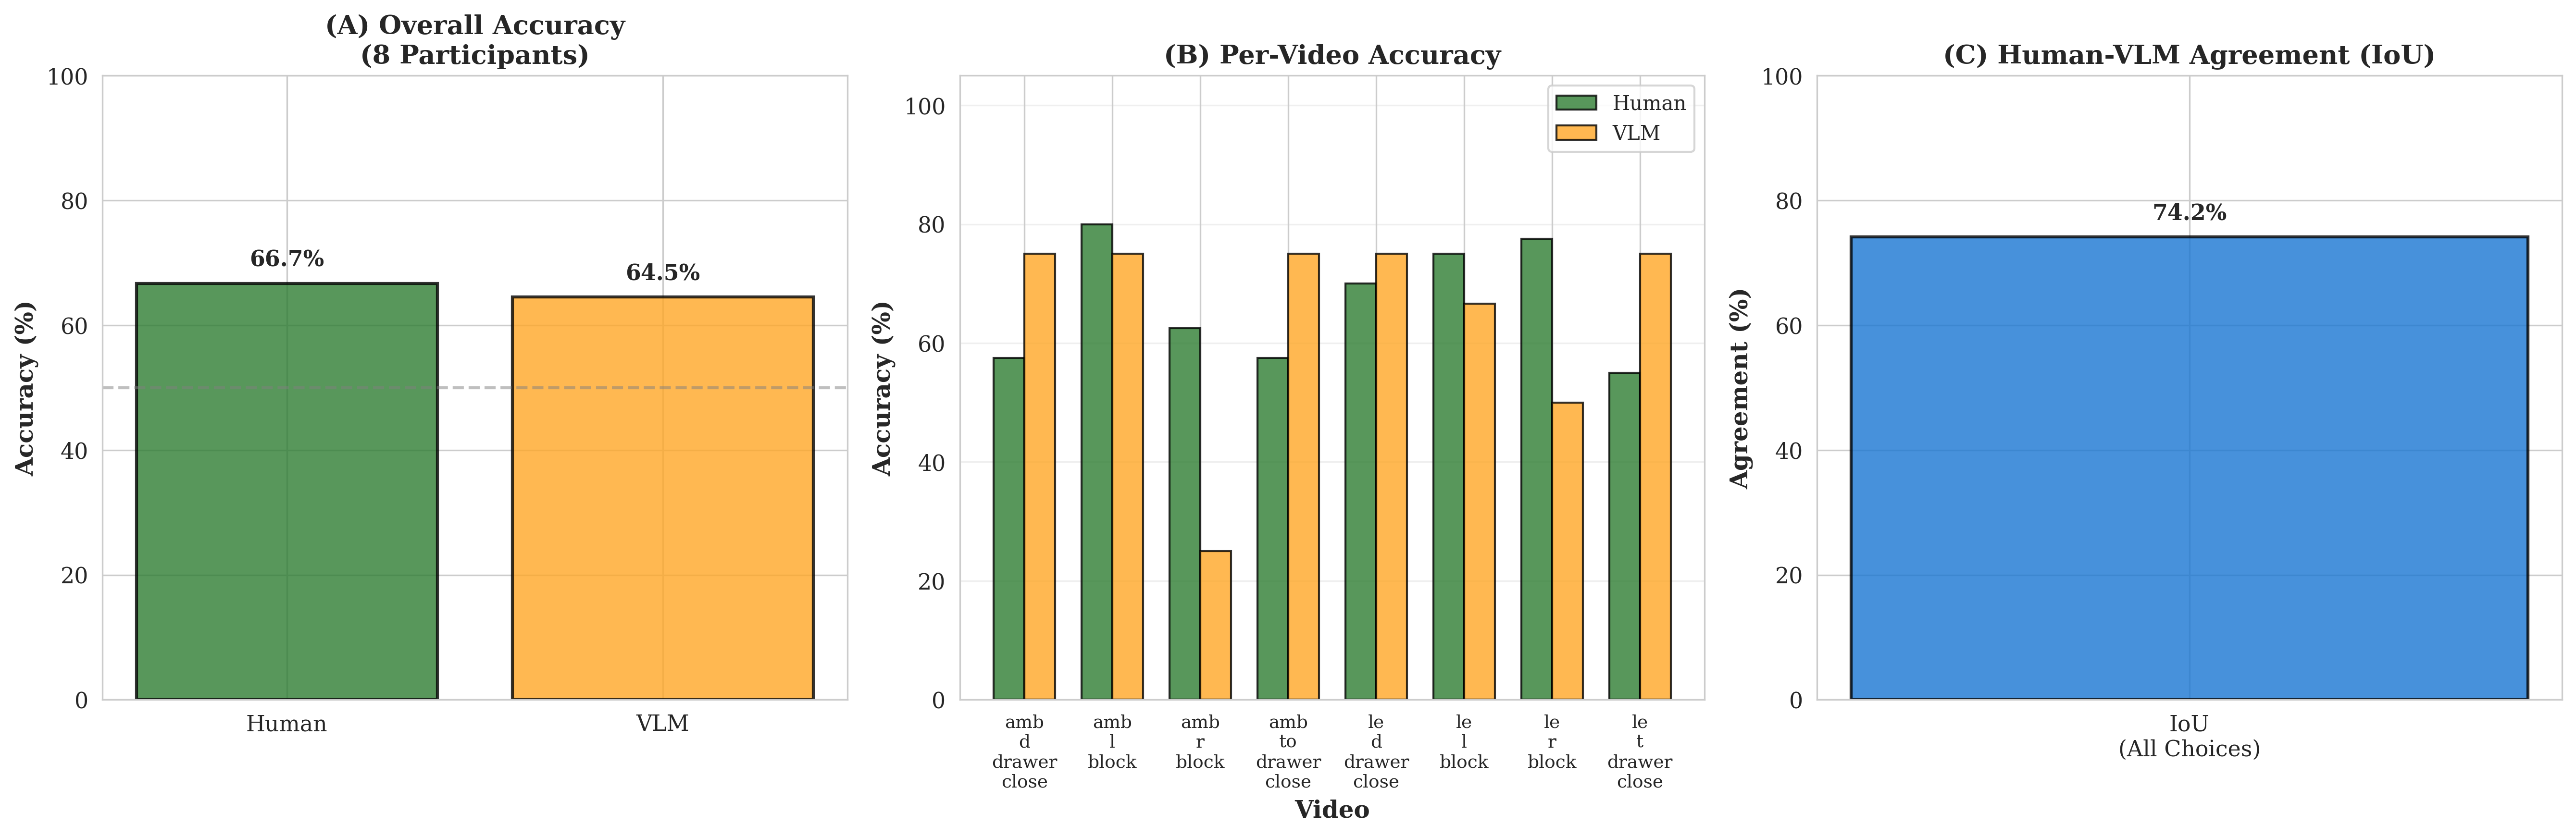 (A) Overall Accuracy
(8 Participants)
Accuracy (%)
100
80
60
40
20
0
66.7%
64.5%
Human
VLM
(B) Per-Video Accuracy
Accuracy (%)
100
80
60
40
20
0
Human
VLM
amb
d
drawer
close
amb
l
block
amb
r
block
amb
to
drawer
close
le
d
drawer
close
le
l
block
le
r
block
le
t
drawer
close
Video
(C) Human-VLM Agreement (IoU)
Agreement (%)
100
80
60
40
20
0
74.2%
IoU
(All Choices)